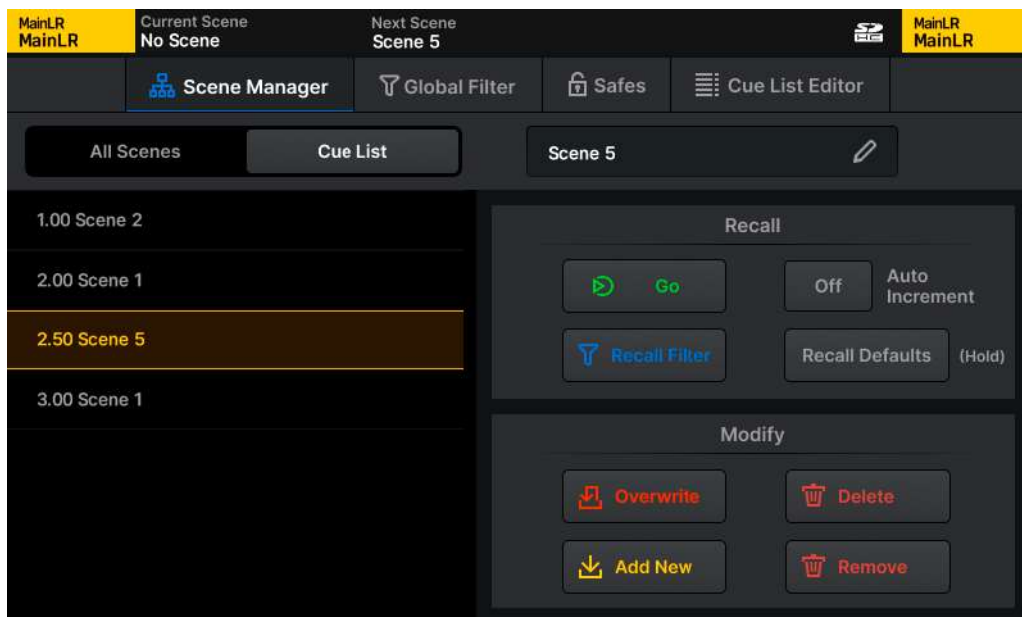 MainLR
MainLR
Current Scene
No Scene
Next Scene
Scene 5
SD HC
MainLR
MainLR
Scene Manager
Global Filter
Safes
Cue List Editor
All Scenes
Cue List
Scene 5
1.00 Scene 2
2.00 Scene 1
2.50 Scene 5
3.00 Scene 1
Recall
Go
Off
Auto
Increment
Recall Filter
Recall Defaults (Hold)
Modify
Overwrite
Delete
Add New
Remove